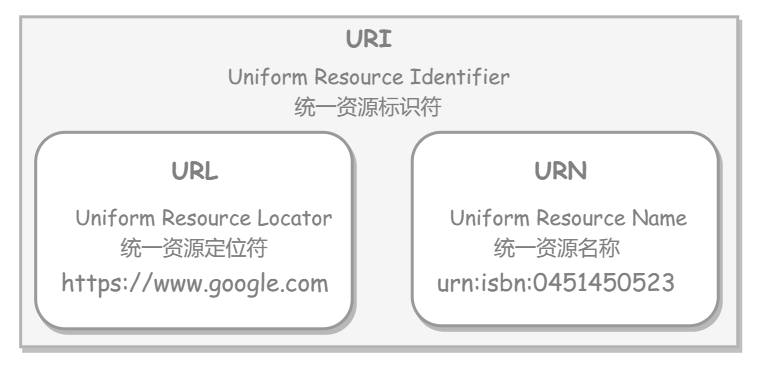 URI
Uniform Resource Identifier
统一资源标识符
URL
Uniform Resource Locator
统一资源定位符
https://www.google.com
URN
Uniform Resource Name
统一资源名称
urn:isbn:0451450523